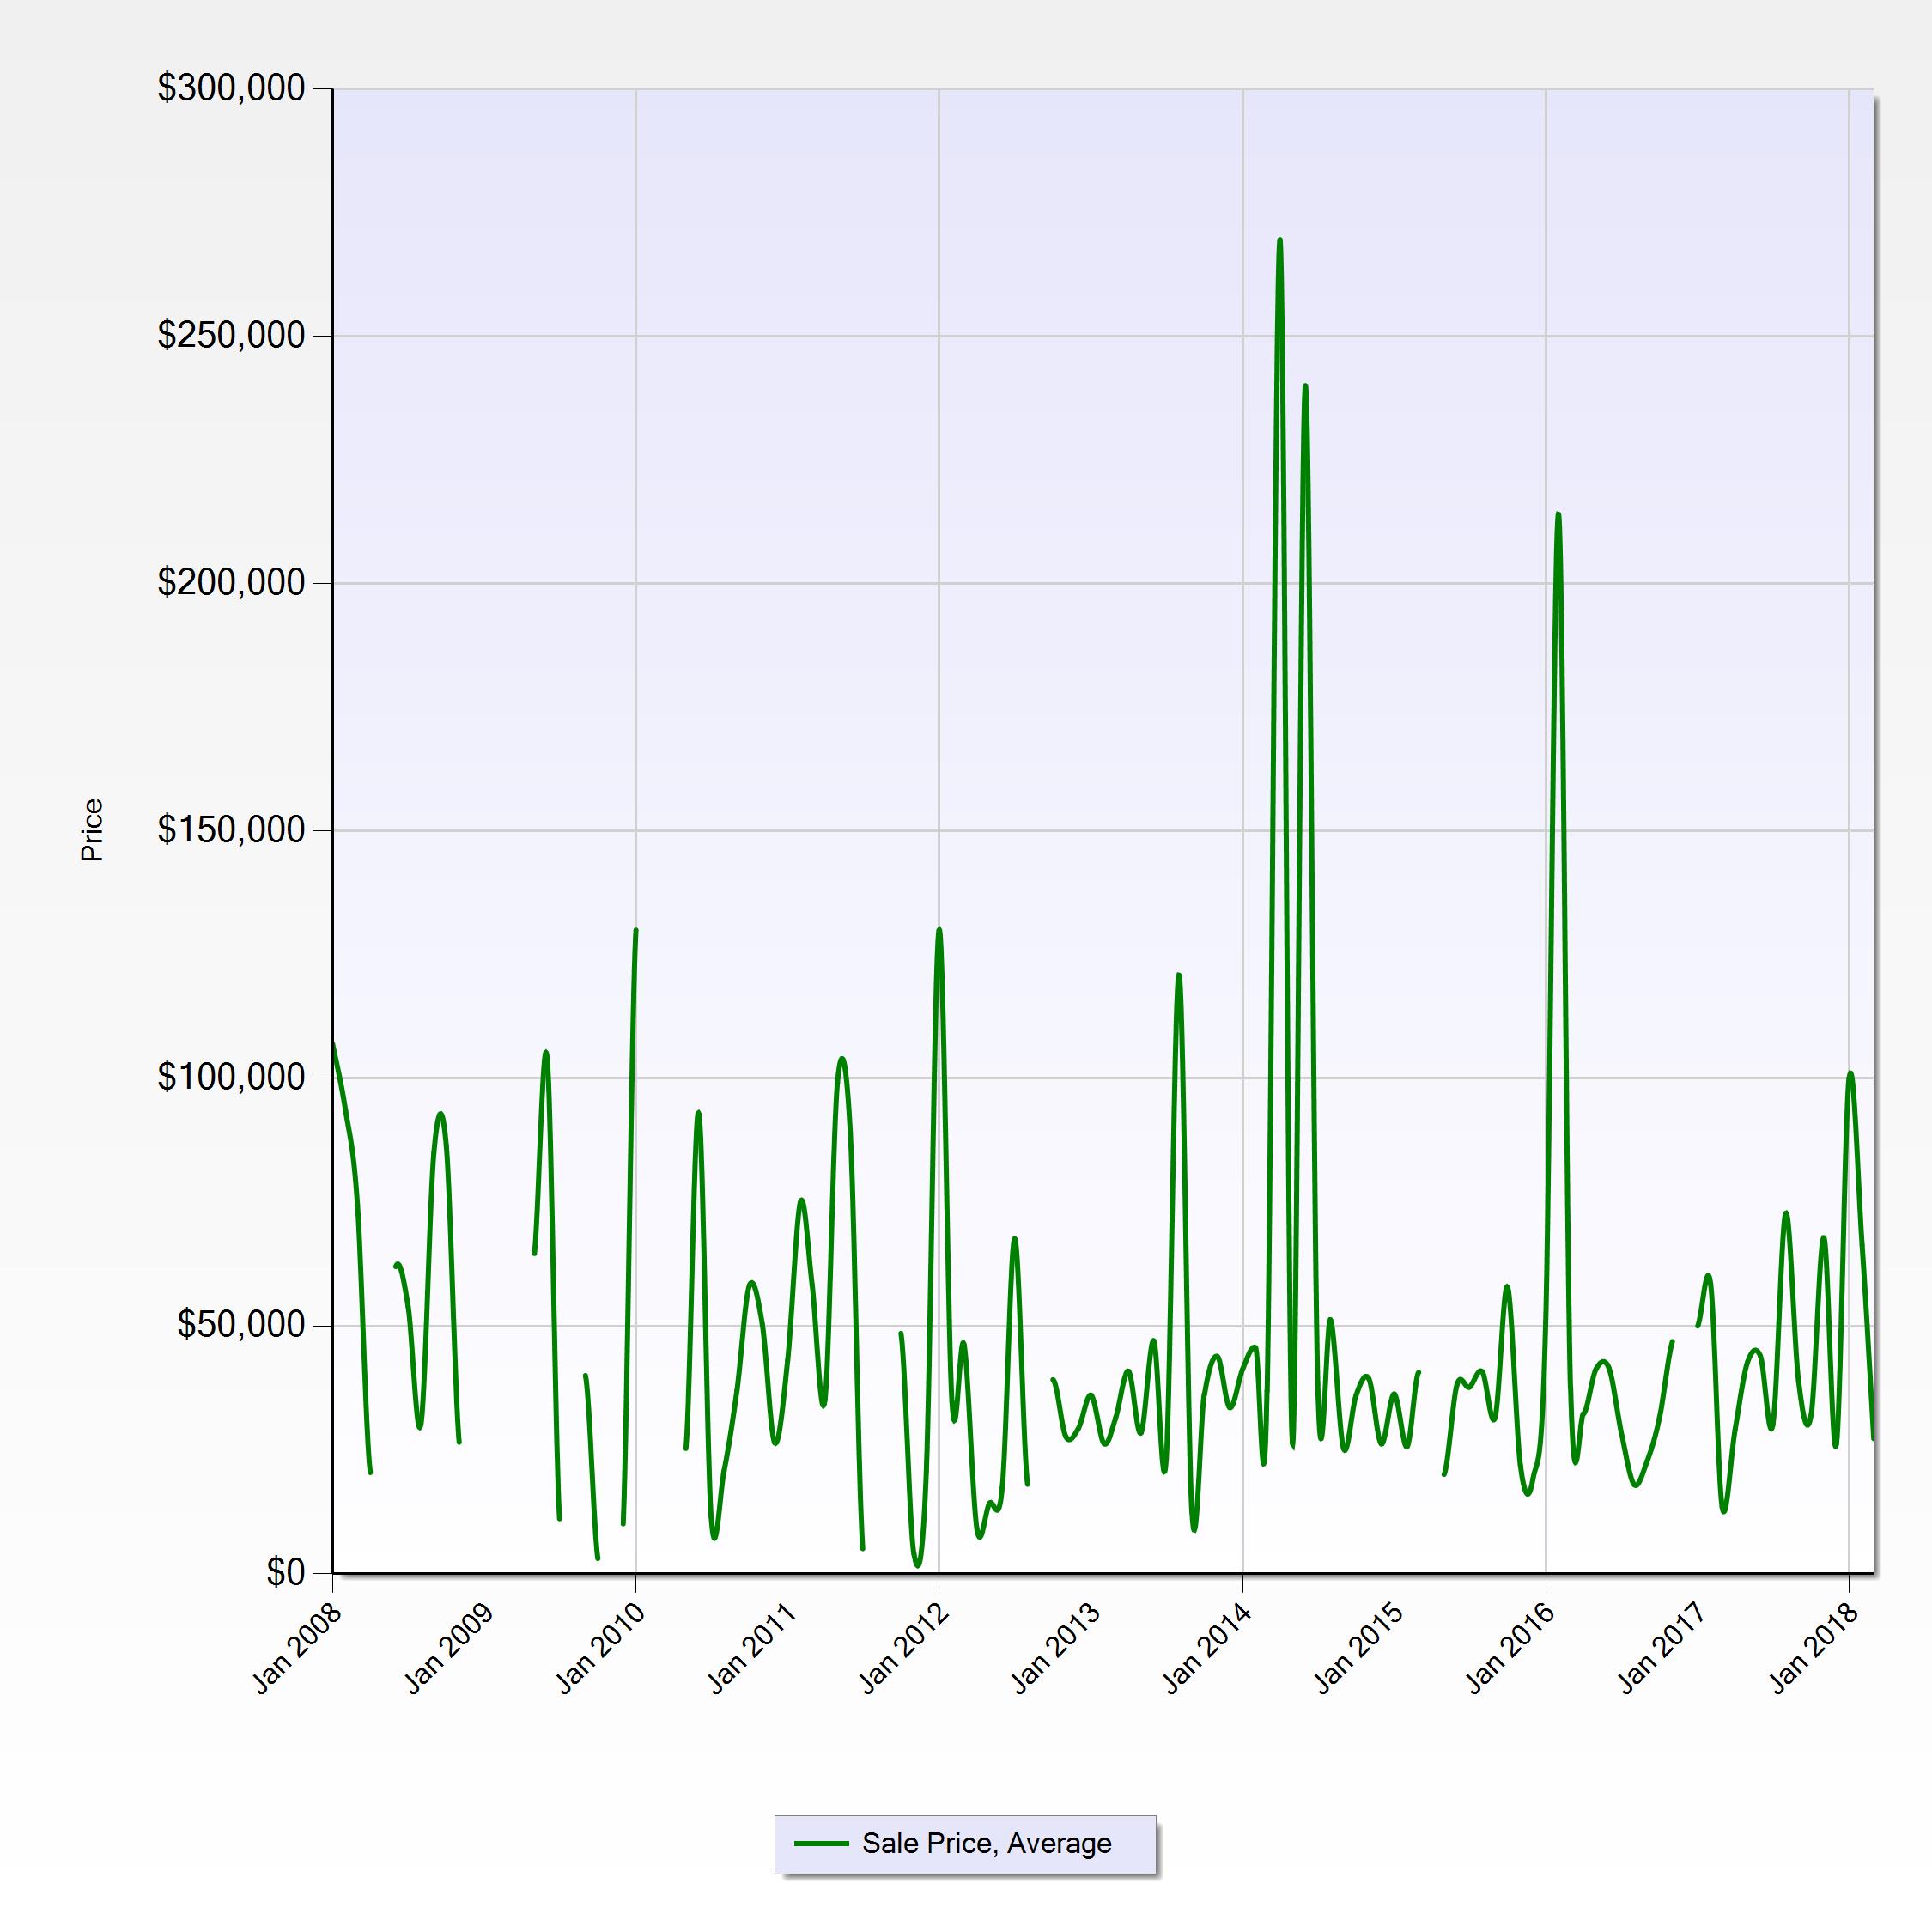 $300,000
$250,000
$200,000
$150,000
$100,000
$50,000
$0
Price
Jan 2008
Jan 2009
Jan 2010
Jan 2011
Jan 2012
Jan 2013
Jan 2014
Jan 2015
Jan 2016
Jan 2017
Jan 2018
Sale Price, Average